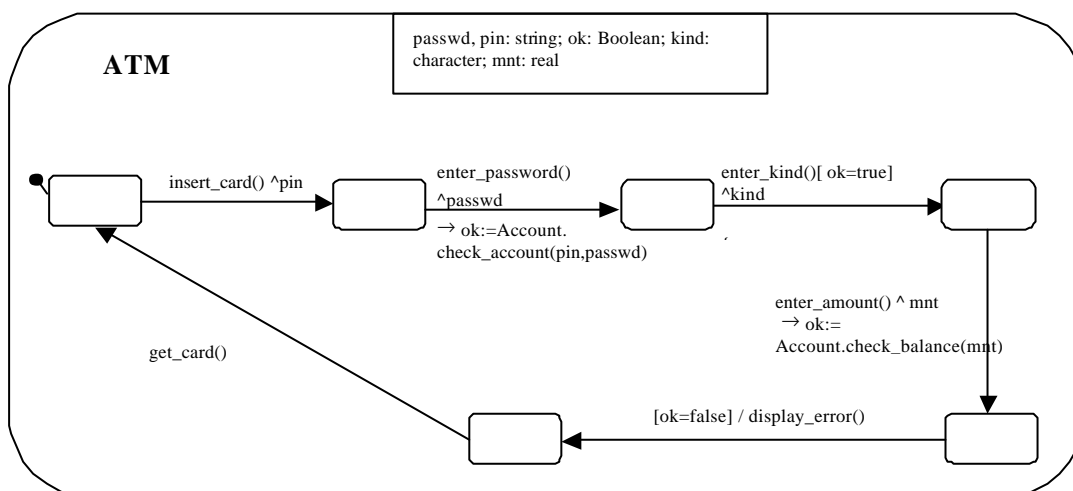 passwd, pin: string; ok: Boolean; kind:
character; mnt: real
ATM
insert_card() ^pin
enter_password()
^passwd
→ ok:=Account.
check_account(pin,passwd)
enter_kind()[ ok=true]
^kind
enter_amount() ^ mnt
→ ok:=
Account.check_balance(mnt)
get_card()
[ok=false] / display_error()